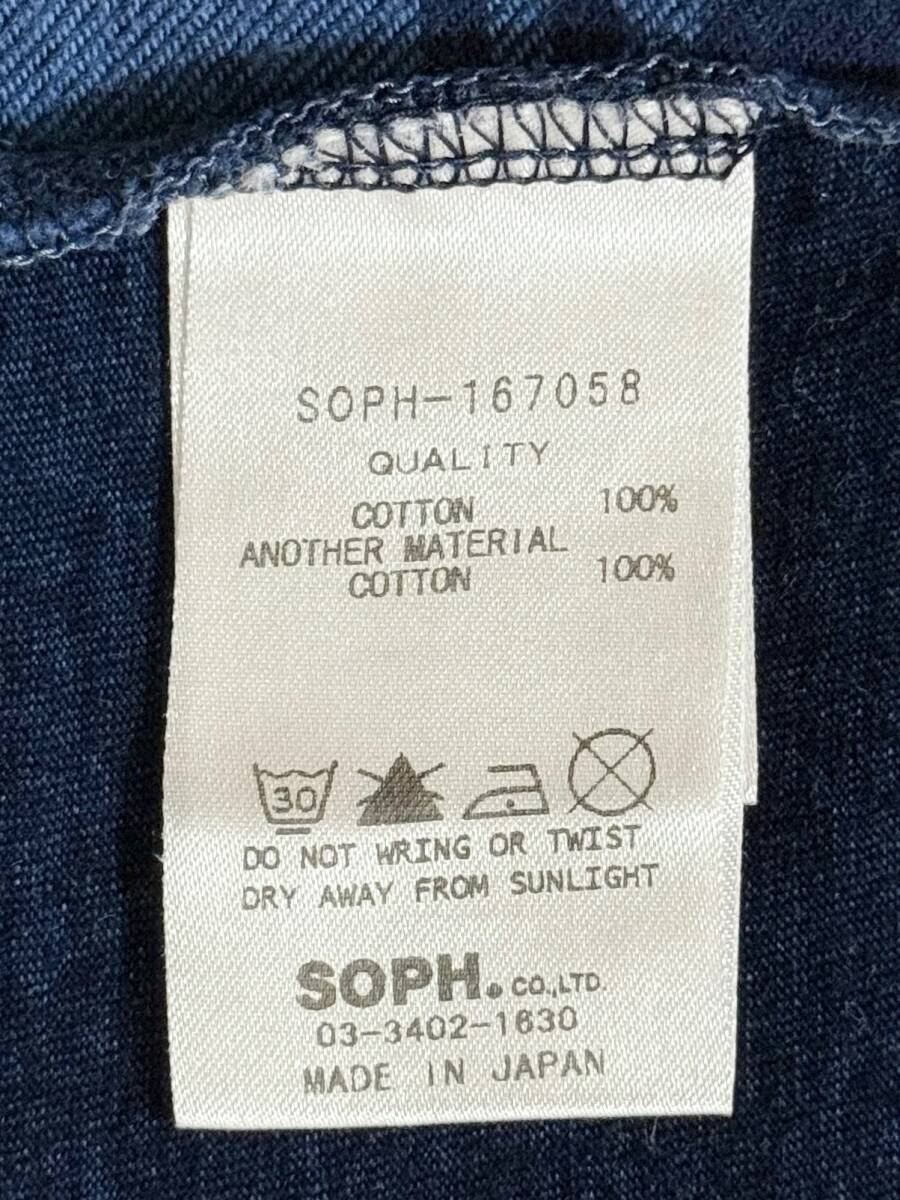 SOPH-167058
QUALITY
COTTON 100%
ANOTHER MATERIAL
COTTON 100%
30
DO NOT WRING OR TWIST
DRY AWAY FROM SUNLIGHT
SOPH. CO.,LTD.
03-3402-1630
MADE IN JAPAN